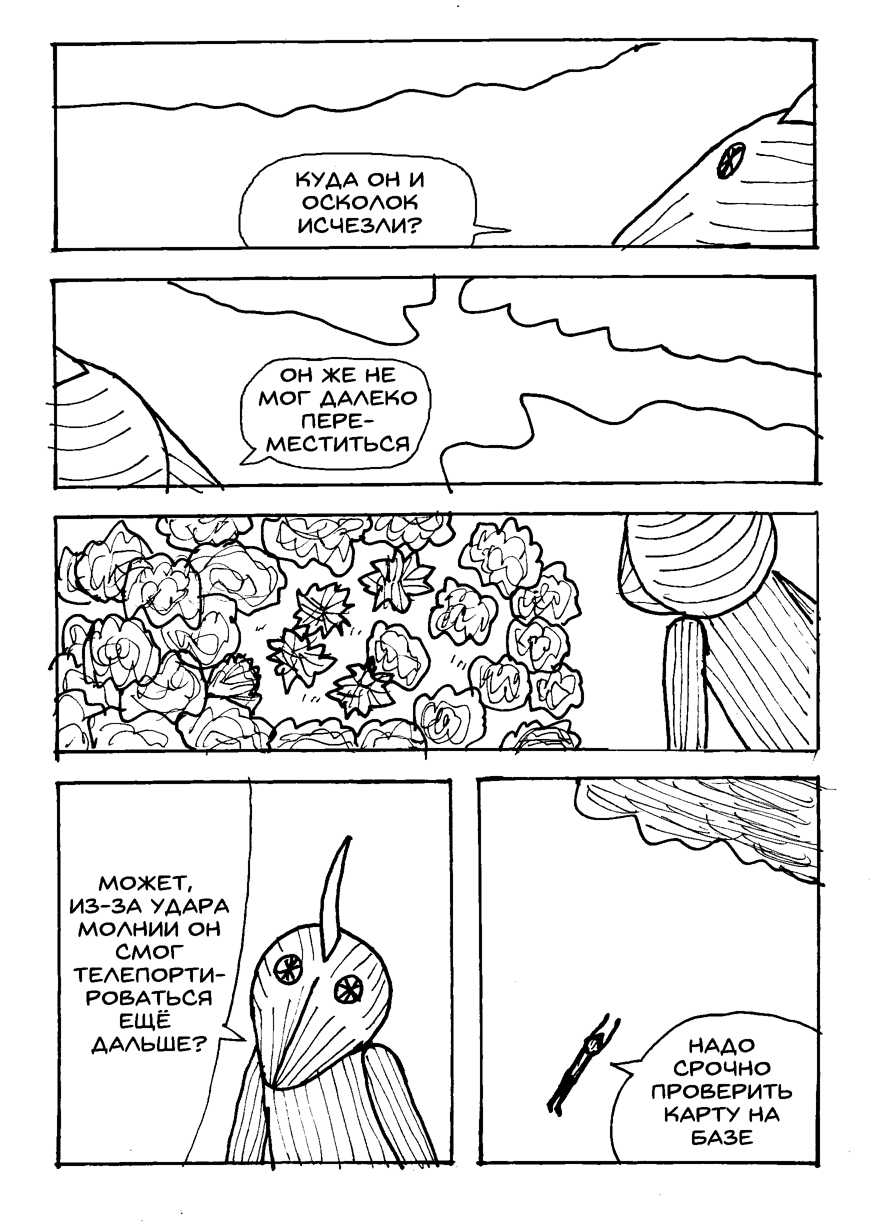 КУДА ОН И
ОСКОЛОК
ИСЧЕЗЛИ?
ОН ЖЕ НЕ
МОГ ДАЛЕКО
ПЕРЕ-
МЕСТИТЬСЯ
МОЖЕТ,
ИЗ-ЗА УДАРА
МОЛНИИ ОН
СМОГ
ТЕЛЕПОРТИ-
РОВАТЬСЯ
ЕЩЁ
ДАЛЬШЕ?
НАДО
СРОЧНО
ПРОВЕРИТЬ
КАРТУ НА
БАЗЕ